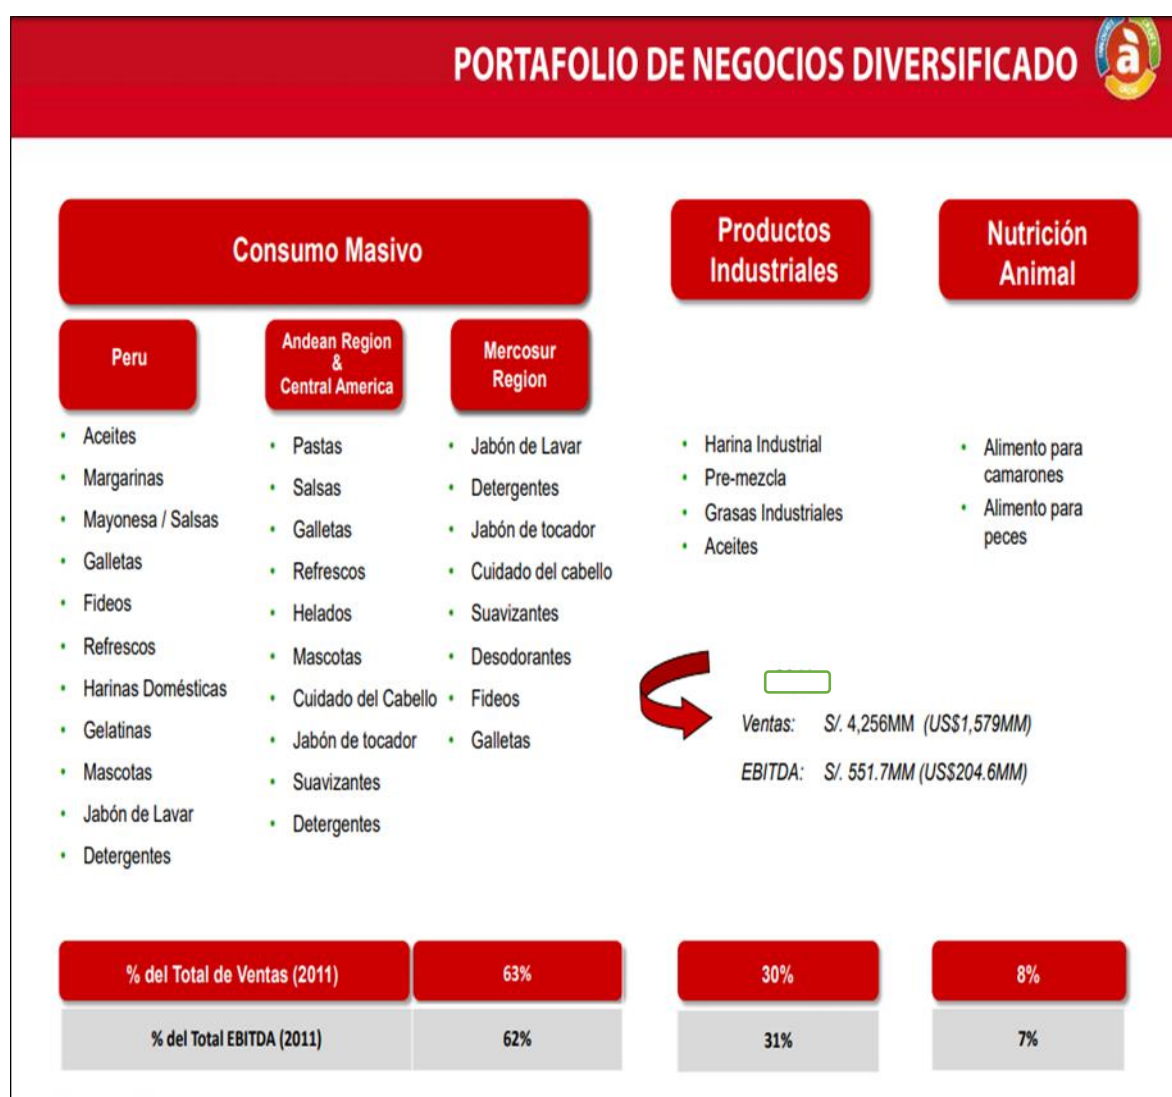 PORTAFOLIO DE NEGOCIOS DIVERSIFICADO
à
Consumo Masivo
Productos
Industriales
Nutrición
Animal
Peru
Andean Region
&
Central America
Mercosur
Region
• Aceites
• Margarinas
• Mayonesa / Salsas
• Galletas
• Fideos
• Refrescos
• Harinas Domésticas
• Gelatinas
• Mascotas
• Jabón de Lavar
• Detergentes
• Pastas
• Salsas
• Galletas
• Refrescos
• Helados
• Mascotas
• Cuidado del Cabello
• Jabón de tocador
• Suavizantes
• Detergentes
• Jabón de Lavar
• Detergentes
• Jabón de tocador
• Cuidado del cabello
• Suavizantes
• Desodorantes
• Fideos
• Galletas
• Harina Industrial
• Pre-mezcla
• Grasas Industriales
• Aceites
• Alimento para
camarones
• Alimento para
peces
Ventas: S/. 4,256MM (US$1,579MM)
EBITDA: S/. 551.7MM (US$204.6MM)
% del Total de Ventas (2011) 63% 30% 8%
% del Total EBITDA (2011) 62% 31% 7%